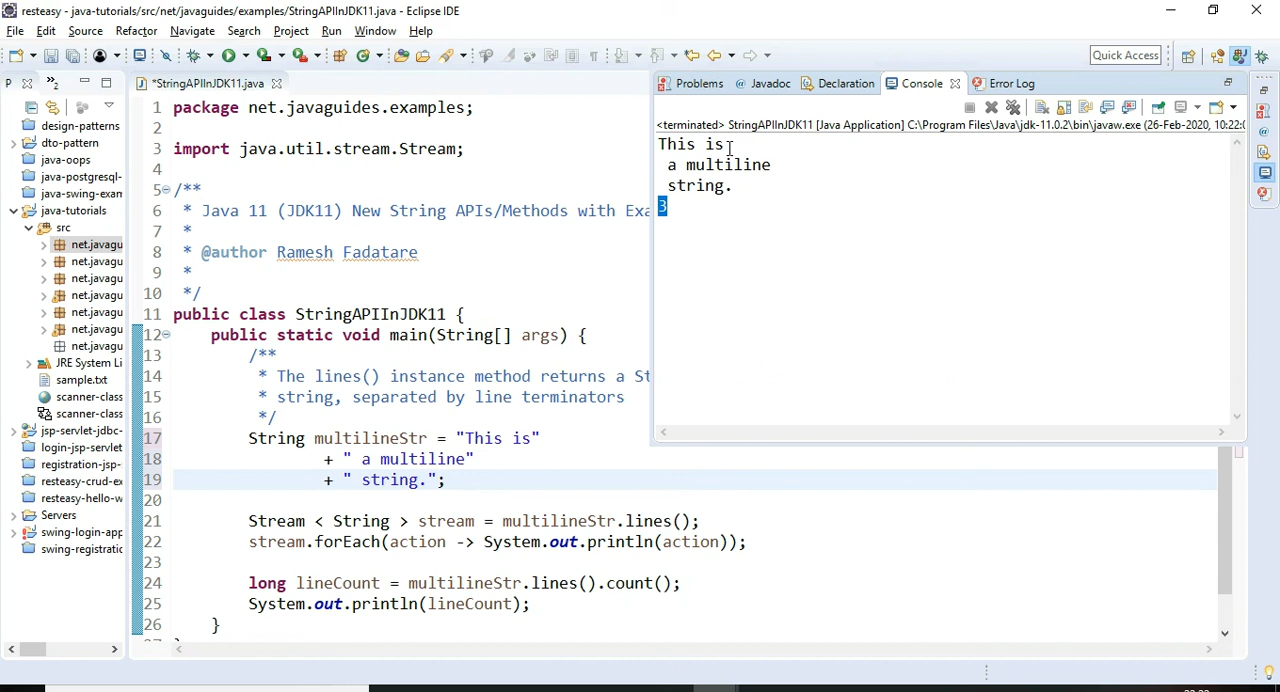 resteasy - java-tutorials/src/net/javaguides/examples/StringAPIInJDK11.java - Eclipse IDE
File Edit Source Refactor Navigate Search Project Run Window Help
Quick Access
P
»2
*StringAPIInJDK11.java
design-patterns
dto-pattern
java-oops
java-postgresql-
java-swing-exam
java-tutorials
src
net.javagu
net.javagu
net.javagu
net.javagu
net.javagu
net.javagu
net.javagu
JRE System Li
sample.txt
scanner-class
scanner-class
jsp-servlet-jdbc-
login-jsp-servlet
registration-jsp-
resteasy-crud-ex
resteasy-hello-w
Servers
swing-login-app
swing-registratic
1 package net.javaguides.examples;
2
3 import java.util.stream.Stream;
4
5 /**
6 * Java 11 (JDK11) New String APIs/Methods with Exa
7 *
8 * @author Ramesh Fadatare
9 *
10 */
11 public class StringAPIInJDK11 {
12 public static void main(String[] args) {
13 /**
14 * The lines() instance method returns a St
15 * string, separated by line terminators
16 */
17 String multilineStr = "This is"
18 + " a multiline"
19 + " string.";
20
21 Stream < String > stream = multilineStr.lines();
22 stream.forEach(action -> System.out.println(action));
23
24 long lineCount = multilineStr.lines().count();
25 System.out.println(lineCount);
26 }
Problems Javadoc Declaration Console Error Log
<terminated> StringAPIInJDK11 [Java Application] C:\Program Files\Java\jdk-11.0.2\bin\javaw.exe (26-Feb-2020, 10:22:0
This is
a multiline
string.
3